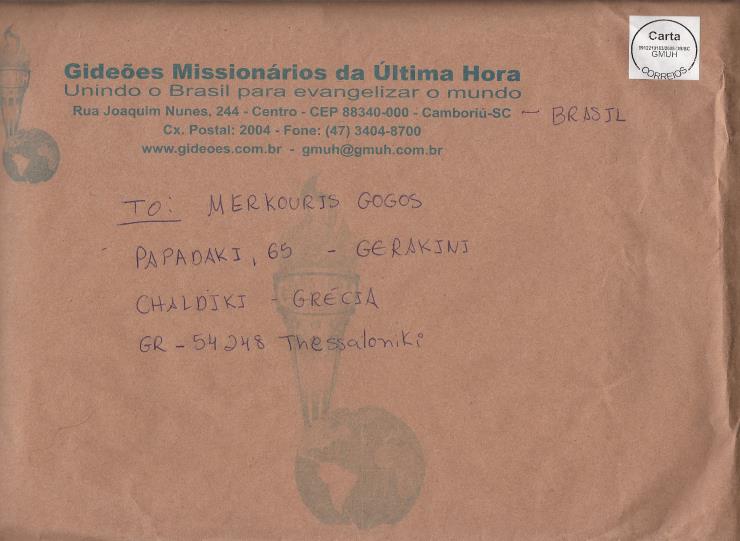 Carta
GMUH
CORREIOS
Gideões Missionários da Última Hora
Unindo o Brasil para evangelizar o mundo
Rua Joaquim Nunes, 244 - Centro - CEP 88340-000 - Camboriú-SC - BRASIL
Cx. Postal: 2004 - Fone: (47) 3404-8700
www.gideoes.com.br - gmuh@gmuh.com.br
TO: MERKOURIS GOGOS
PAPADAKI, 65 - GERAKINI
CHALDIKI - GRÉCIA
GR - 54248 Thessaloniki